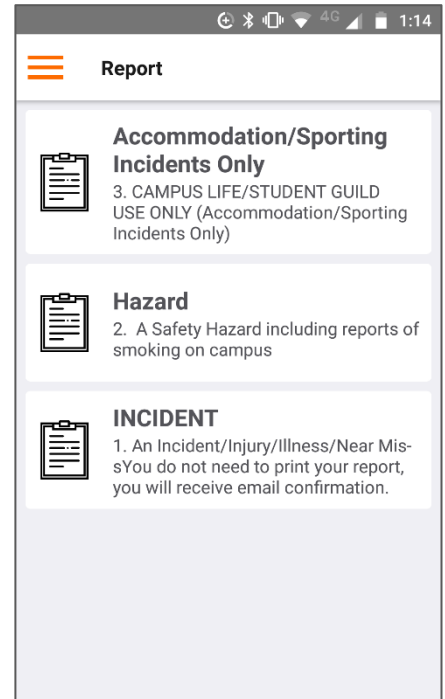 4G 1:14
Report
Accommodation/Sporting
Incidents Only
3. CAMPUS LIFE/STUDENT GUILD
USE ONLY (Accommodation/Sporting
Incidents Only)
Hazard
2.  A Safety Hazard including reports of
smoking on campus
INCIDENT
1. An Incident/Injury/Illness/Near Mis-
sYou do not need to print your report,
you will receive email confirmation.